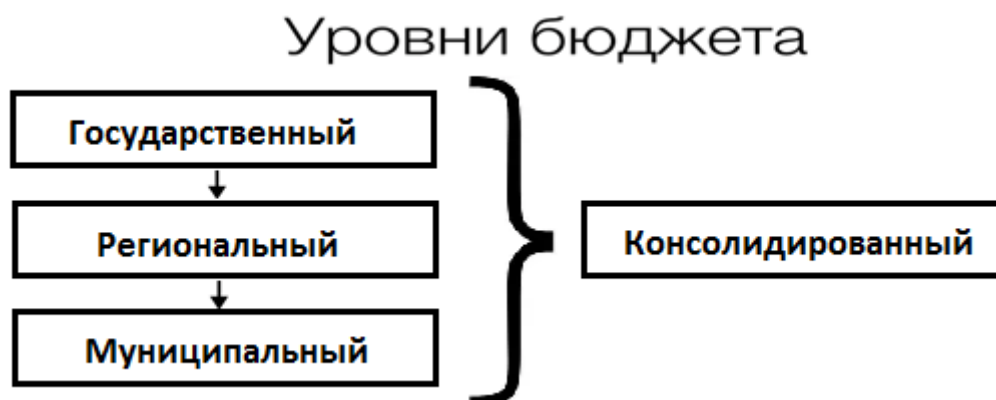 Уровни бюджета
Государственный
Региональный
Муниципальный
Консолидированный